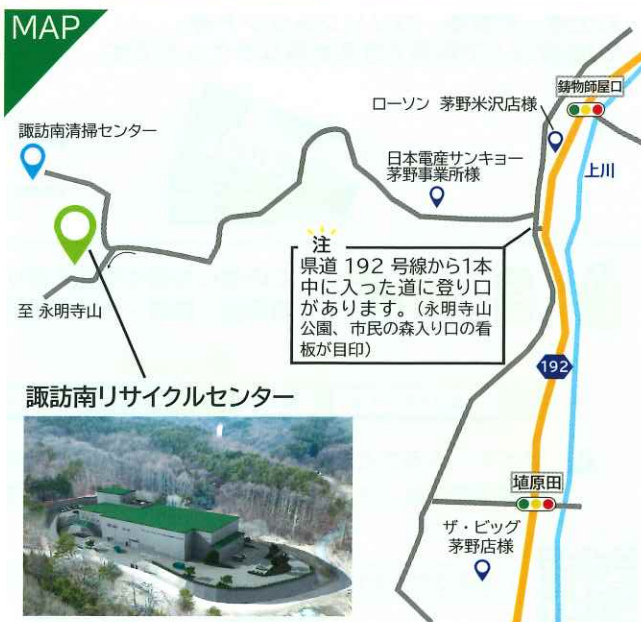 MAP
鋳物師屋口
ローソン 茅野米沢店様
諏訪南清掃センター
日本電産サンキョー
茅野事業所様
上川
注
県道 192 号線から1本
中に入った道に登り口
があります。(永明寺山
公園、市民の森入り口の看
板が目印)
至 永明寺山
192
諏訪南リサイクルセンター
埴原田
ザ・ビッグ
茅野店様